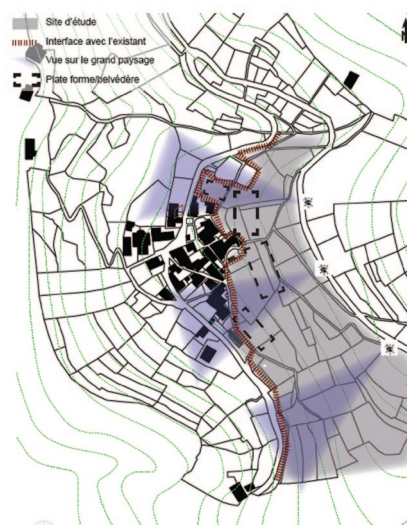 Site d'étude
Interface avec l'existant
Vue sur le grand paysage
Plate forme/belvédère